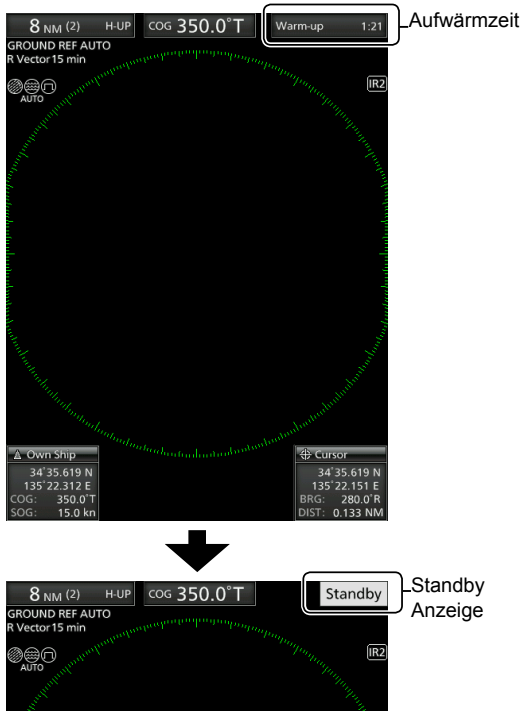 8 NM (2) H-UP COG 350.0°T Warm-up 1:21 Aufwärmzeit
GROUND REF AUTO
R Vector 15 min
IR2
AUTO
Own Ship
34°35.619 N
135°22.312 E
COG: 350.0°T
SOG: 15.0 kn
Cursor
34°35.619 N
135°22.151 E
BRG: 280.0°R
DIST: 0.133 NM
8 NM (2) H-UP COG 350.0°T Standby
Standby
Anzeige
GROUND REF AUTO
R Vector 15 min
IR2
AUTO